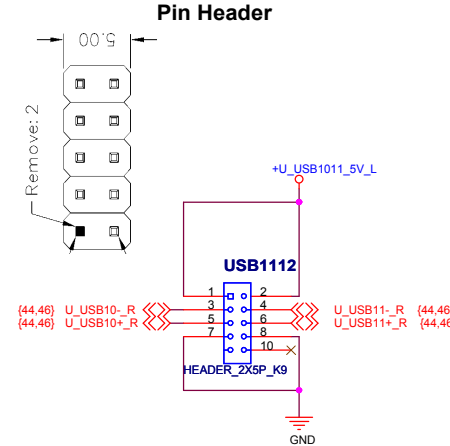 Pin Header
5.00
Remove: 2
+U_USB1011_5V_L
USB1112
1 2
{44,46} U_USB10-_R 3 4 U_USB11-_R {44,46
{44,46} U_USB10+_R 5 6 U_USB11+_R {44,46
7 8
10
HEADER_2X5P_K9
GND